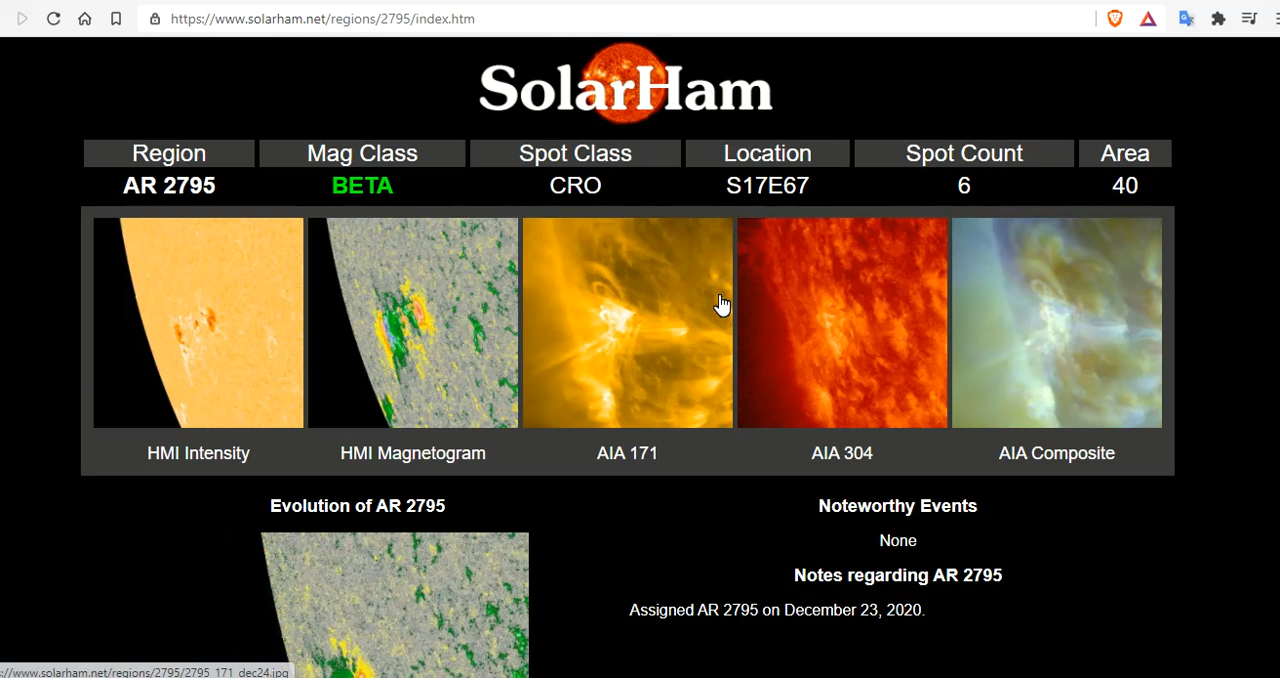 https://www.solarham.net/regions/2795/index.htm
SolarHam
Region Mag Class Spot Class Location Spot Count Area
AR 2795 BETA CRO S17E67 6 40
HMI Intensity HMI Magnetogram AIA 171 AIA 304 AIA Composite
Evolution of AR 2795 Noteworthy Events
None
Notes regarding AR 2795
Assigned AR 2795 on December 23, 2020.
://www.solarham.net/regions/2795/2795_171_dec24.jpg